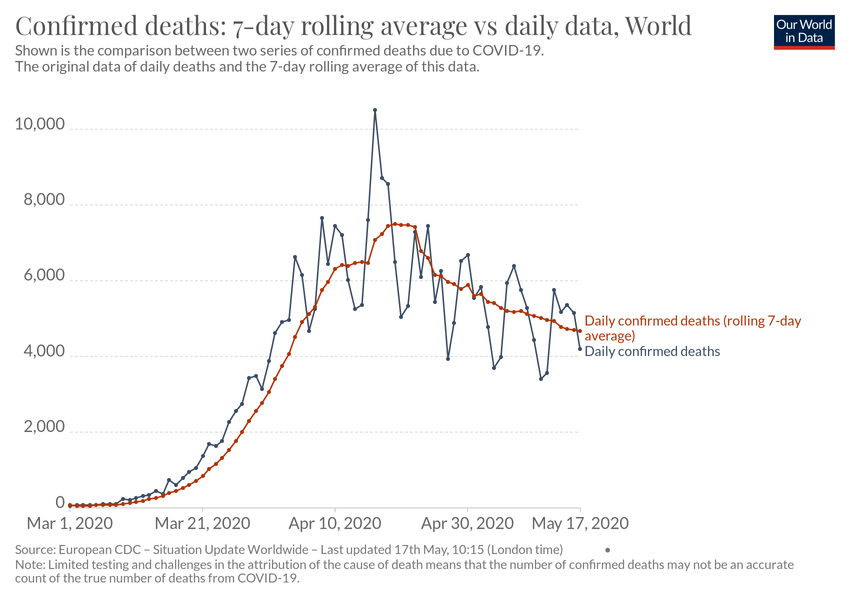 Confirmed deaths: 7-day rolling average vs daily data, World
Our World
in Data
Shown is the comparison between two series of confirmed deaths due to COVID-19.
The original data of daily deaths and the 7-day rolling average of this data.
10,000
8,000
6,000
4,000
2,000
0
Daily confirmed deaths (rolling 7-day
average)
Daily confirmed deaths
Mar 1, 2020 Mar 21, 2020 Apr 10, 2020 Apr 30, 2020 May 17, 2020
Source: European CDC – Situation Update Worldwide – Last updated 17th May, 10:15 (London time) •
Note: Limited testing and challenges in the attribution of the cause of death means that the number of confirmed deaths may not be an accurate
count of the true number of deaths from COVID-19.